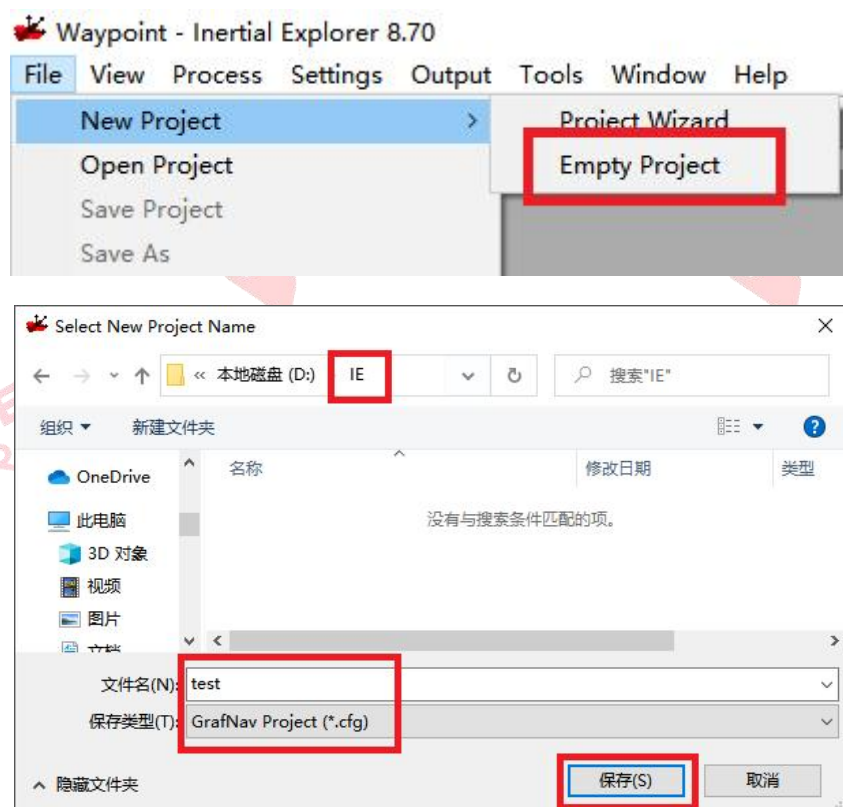 Waypoint - Inertial Explorer 8.70
File View Process Settings Output Tools Window Help
New Project > Project Wizard
Open Project Empty Project
Save Project
Save As
Select New Project Name
« 本地磁盘 (D:) IE 搜索"IE"
组织 新建文件夹
名称 修改日期 类型
OneDrive
没有与搜索条件匹配的项。
此电脑
3D 对象
视频
图片
文档
文件名(N): test
保存类型(T): GrafNav Project (*.cfg)
隐藏文件夹 保存(S) 取消